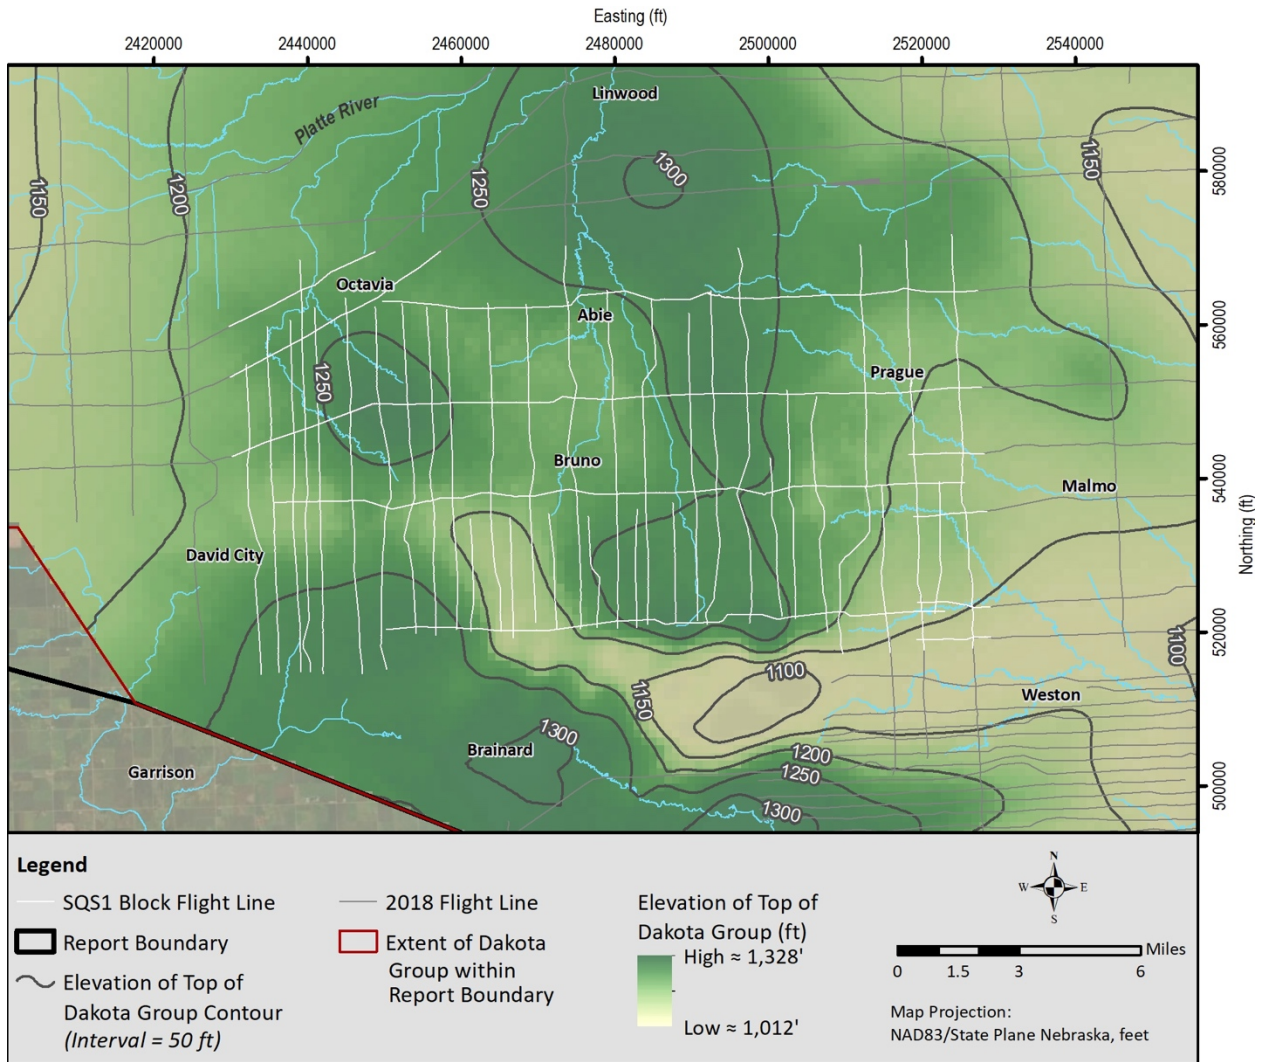 Easting (ft)
2420000 2440000 2460000 2480000 2500000 2520000 2540000
Linwood
Platte River
1300
1150
1150
1200
1250
580000
Octavia
Abie
560000
1250
Prague
Bruno
540000
Malmo
Northing (ft)
David City
520000
1100
1100
1150
Weston
1300
Brainard
1200
Garrison
1250
500000
1300
Legend
SQS1 Block Flight Line
Report Boundary
Elevation of Top of
Dakota Group Contour
(Interval = 50 ft)
2018 Flight Line
Extent of Dakota
Group within
Report Boundary
Elevation of Top of
Dakota Group (ft)
High ≈ 1,328'
Low ≈ 1,012'
N
W E
S
Miles
0 1.5 3 6
Map Projection:
NAD83/State Plane Nebraska, feet